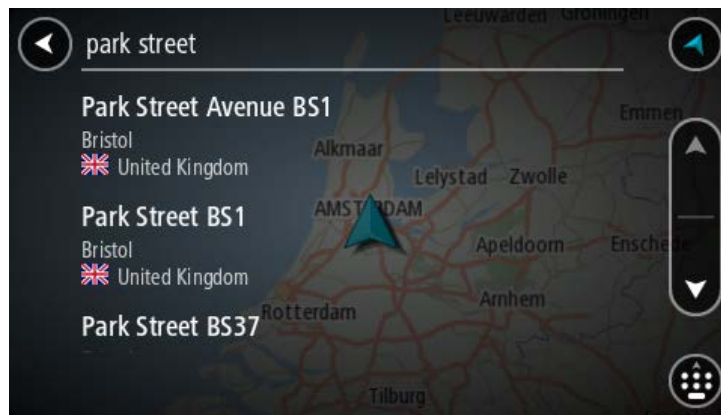 Leeuwarden Groningen
park street
Park Street Avenue BS1
Bristol
United Kingdom
Park Street BS1
Bristol
United Kingdom
Park Street BS37
Emmen
Alkmaar
Lelystad
Zwolle
AMSTERDAM
Apeldoorn
Enschede
Arnhem
Rotterdam
Tilburg